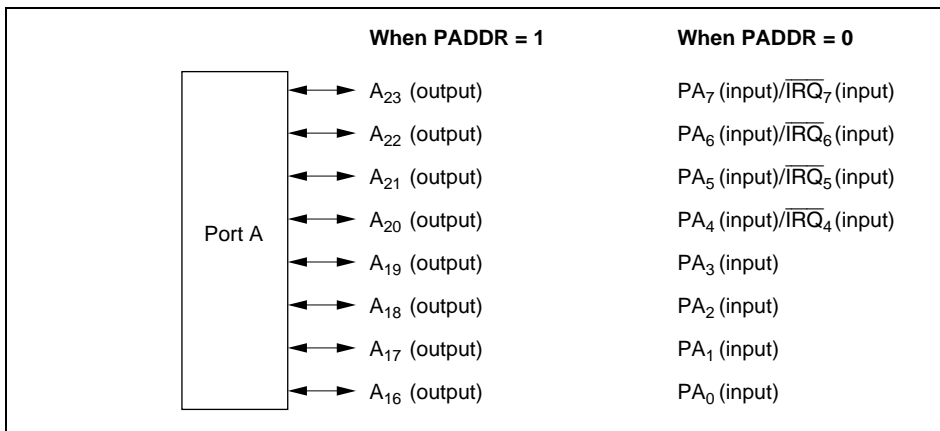 When PADDR = 1 When PADDR = 0
A23 (output) PA7 (input)/IRQ7 (input)
A22 (output) PA6 (input)/IRQ6 (input)
A21 (output) PA5 (input)/IRQ5 (input)
A20 (output) PA4 (input)/IRQ4 (input)
Port A
A19 (output) PA3 (input)
A18 (output) PA2 (input)
A17 (output) PA1 (input)
A16 (output) PA0 (input)